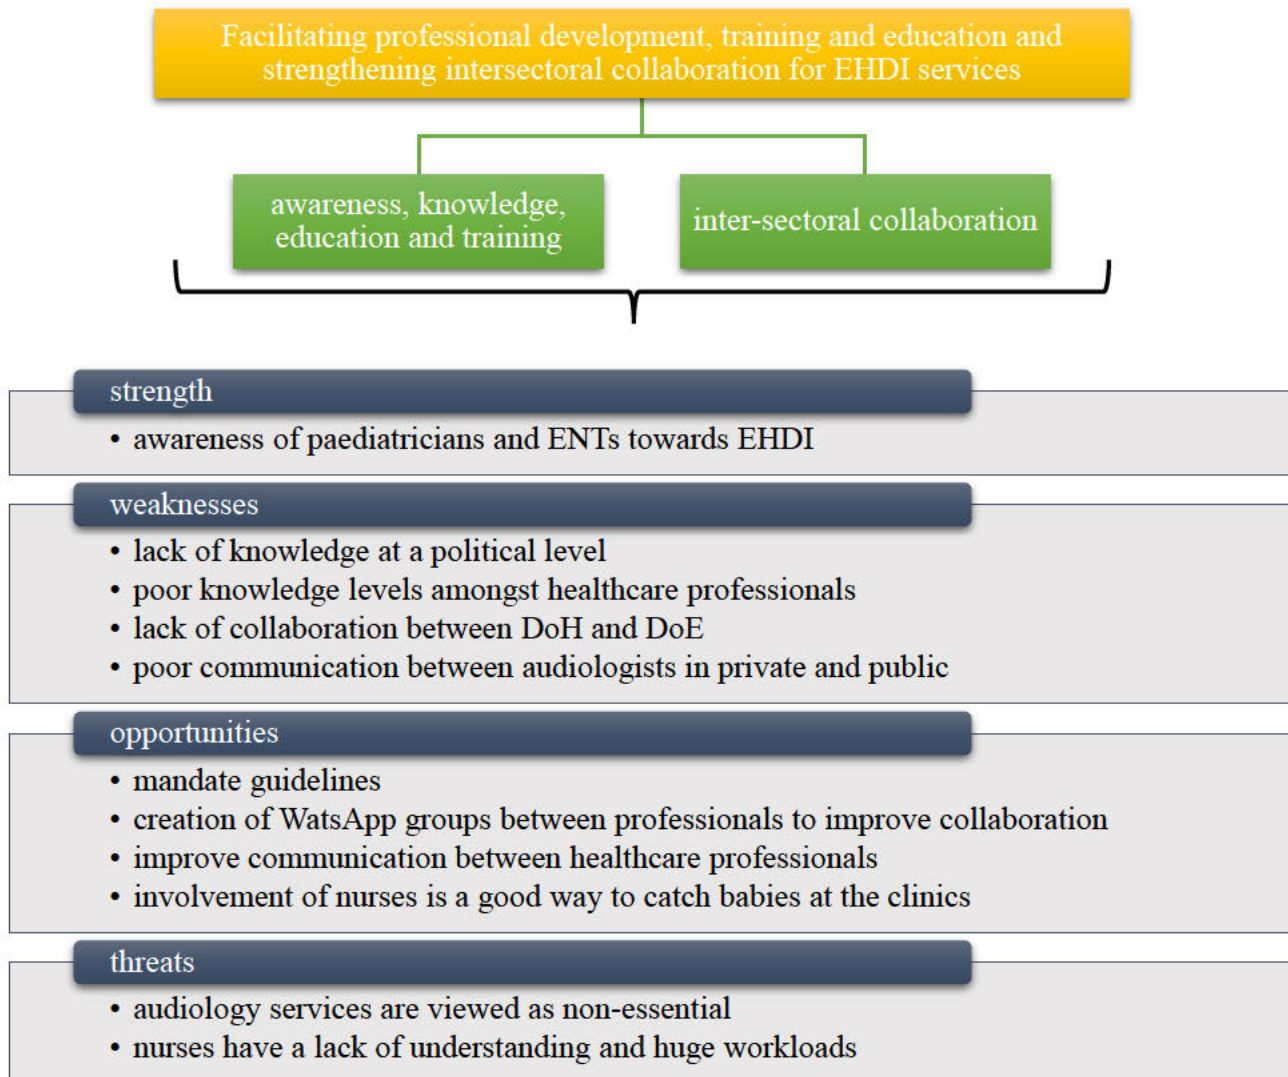 Facilitating professional development, training and education and
strengthening intersectoral collaboration for EHDI services
awareness, knowledge,
education and training
inter-sectoral collaboration
strength
• awareness of paediatricians and ENTs towards EHDI
weaknesses
• lack of knowledge at a political level
• poor knowledge levels amongst healthcare professionals
• lack of collaboration between DoH and DoE
• poor communication between audiologists in private and public
opportunities
• mandate guidelines
• creation of WatsApp groups between professionals to improve collaboration
• improve communication between healthcare professionals
• involvement of nurses is a good way to catch babies at the clinics
threats
• audiology services are viewed as non-essential
• nurses have a lack of understanding and huge workloads